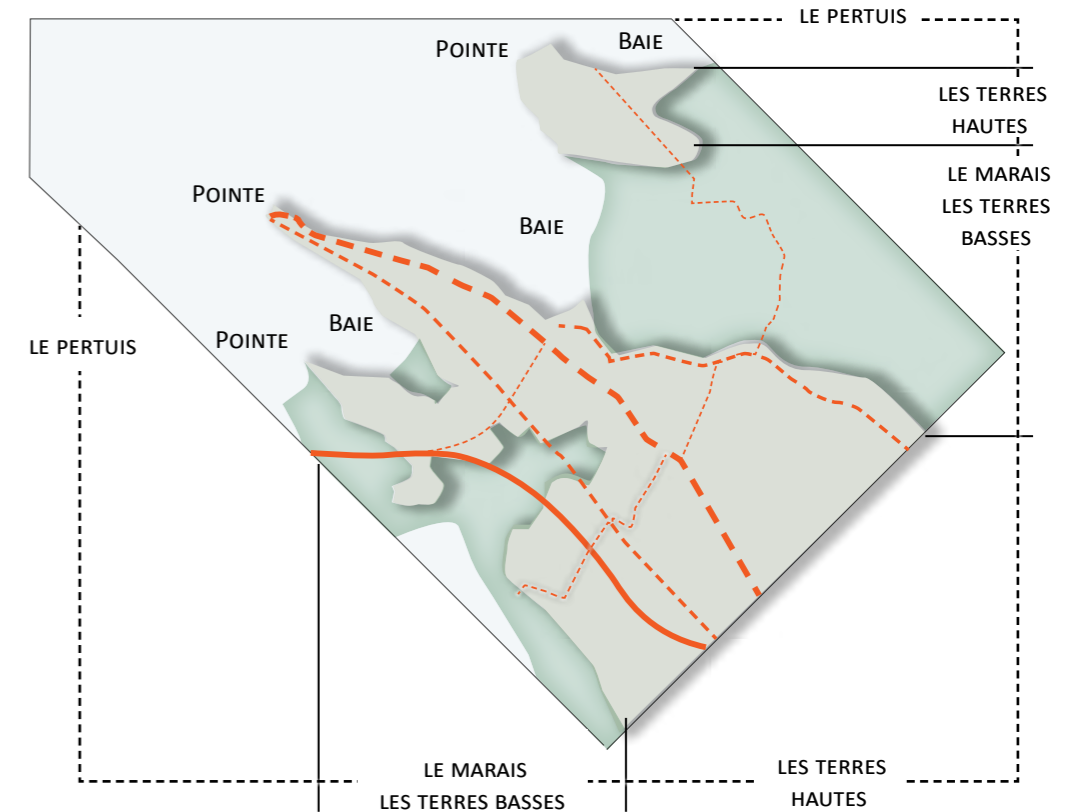 LE PERTUIS
POINTE
BAIE
LES TERRES
HAUTES
LE MARAIS
LES TERRES
BASSES
POINTE
BAIE
BAIE
POINTE
LE PERTUIS
LE MARAIS
LES TERRES BASSES
LES TERRES
HAUTES